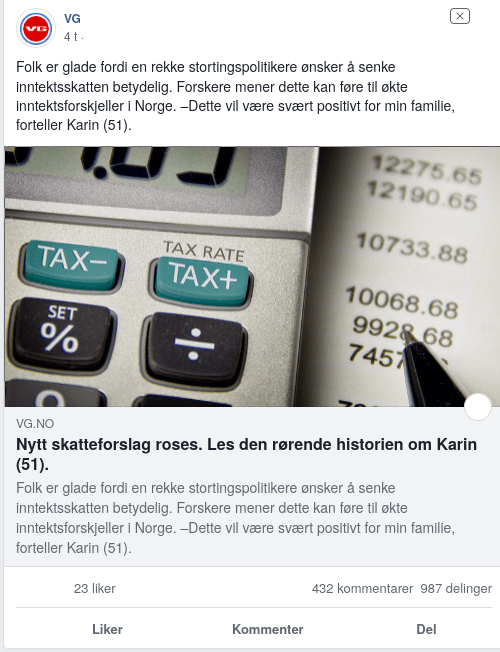 VG
4 t ·
VG
Folk er glade fordi en rekke stortingspolitikere ønsker å senke
inntektsskatten betydelig. Forskere mener dette kan føre til økte
inntektsforskjeller i Norge. –Dette vil være svært positivt for min familie,
forteller Karin (51).
TAX−
TAX RATE
TAX+
SET
%
÷
12275.65
12190.65
10733.88
10068.68
9928.68
VG.NO
Nytt skatteforslag roses. Les den rørende historien om Karin
(51).
Folk er glade fordi en rekke stortingspolitikere ønsker å senke
inntektsskatten betydelig. Forskere mener dette kan føre til økte
inntektsforskjeller i Norge. –Dette vil være svært positivt for min familie,
forteller Karin (51).
23 liker
432 kommentarer 987 delinger
Liker Kommenter Del